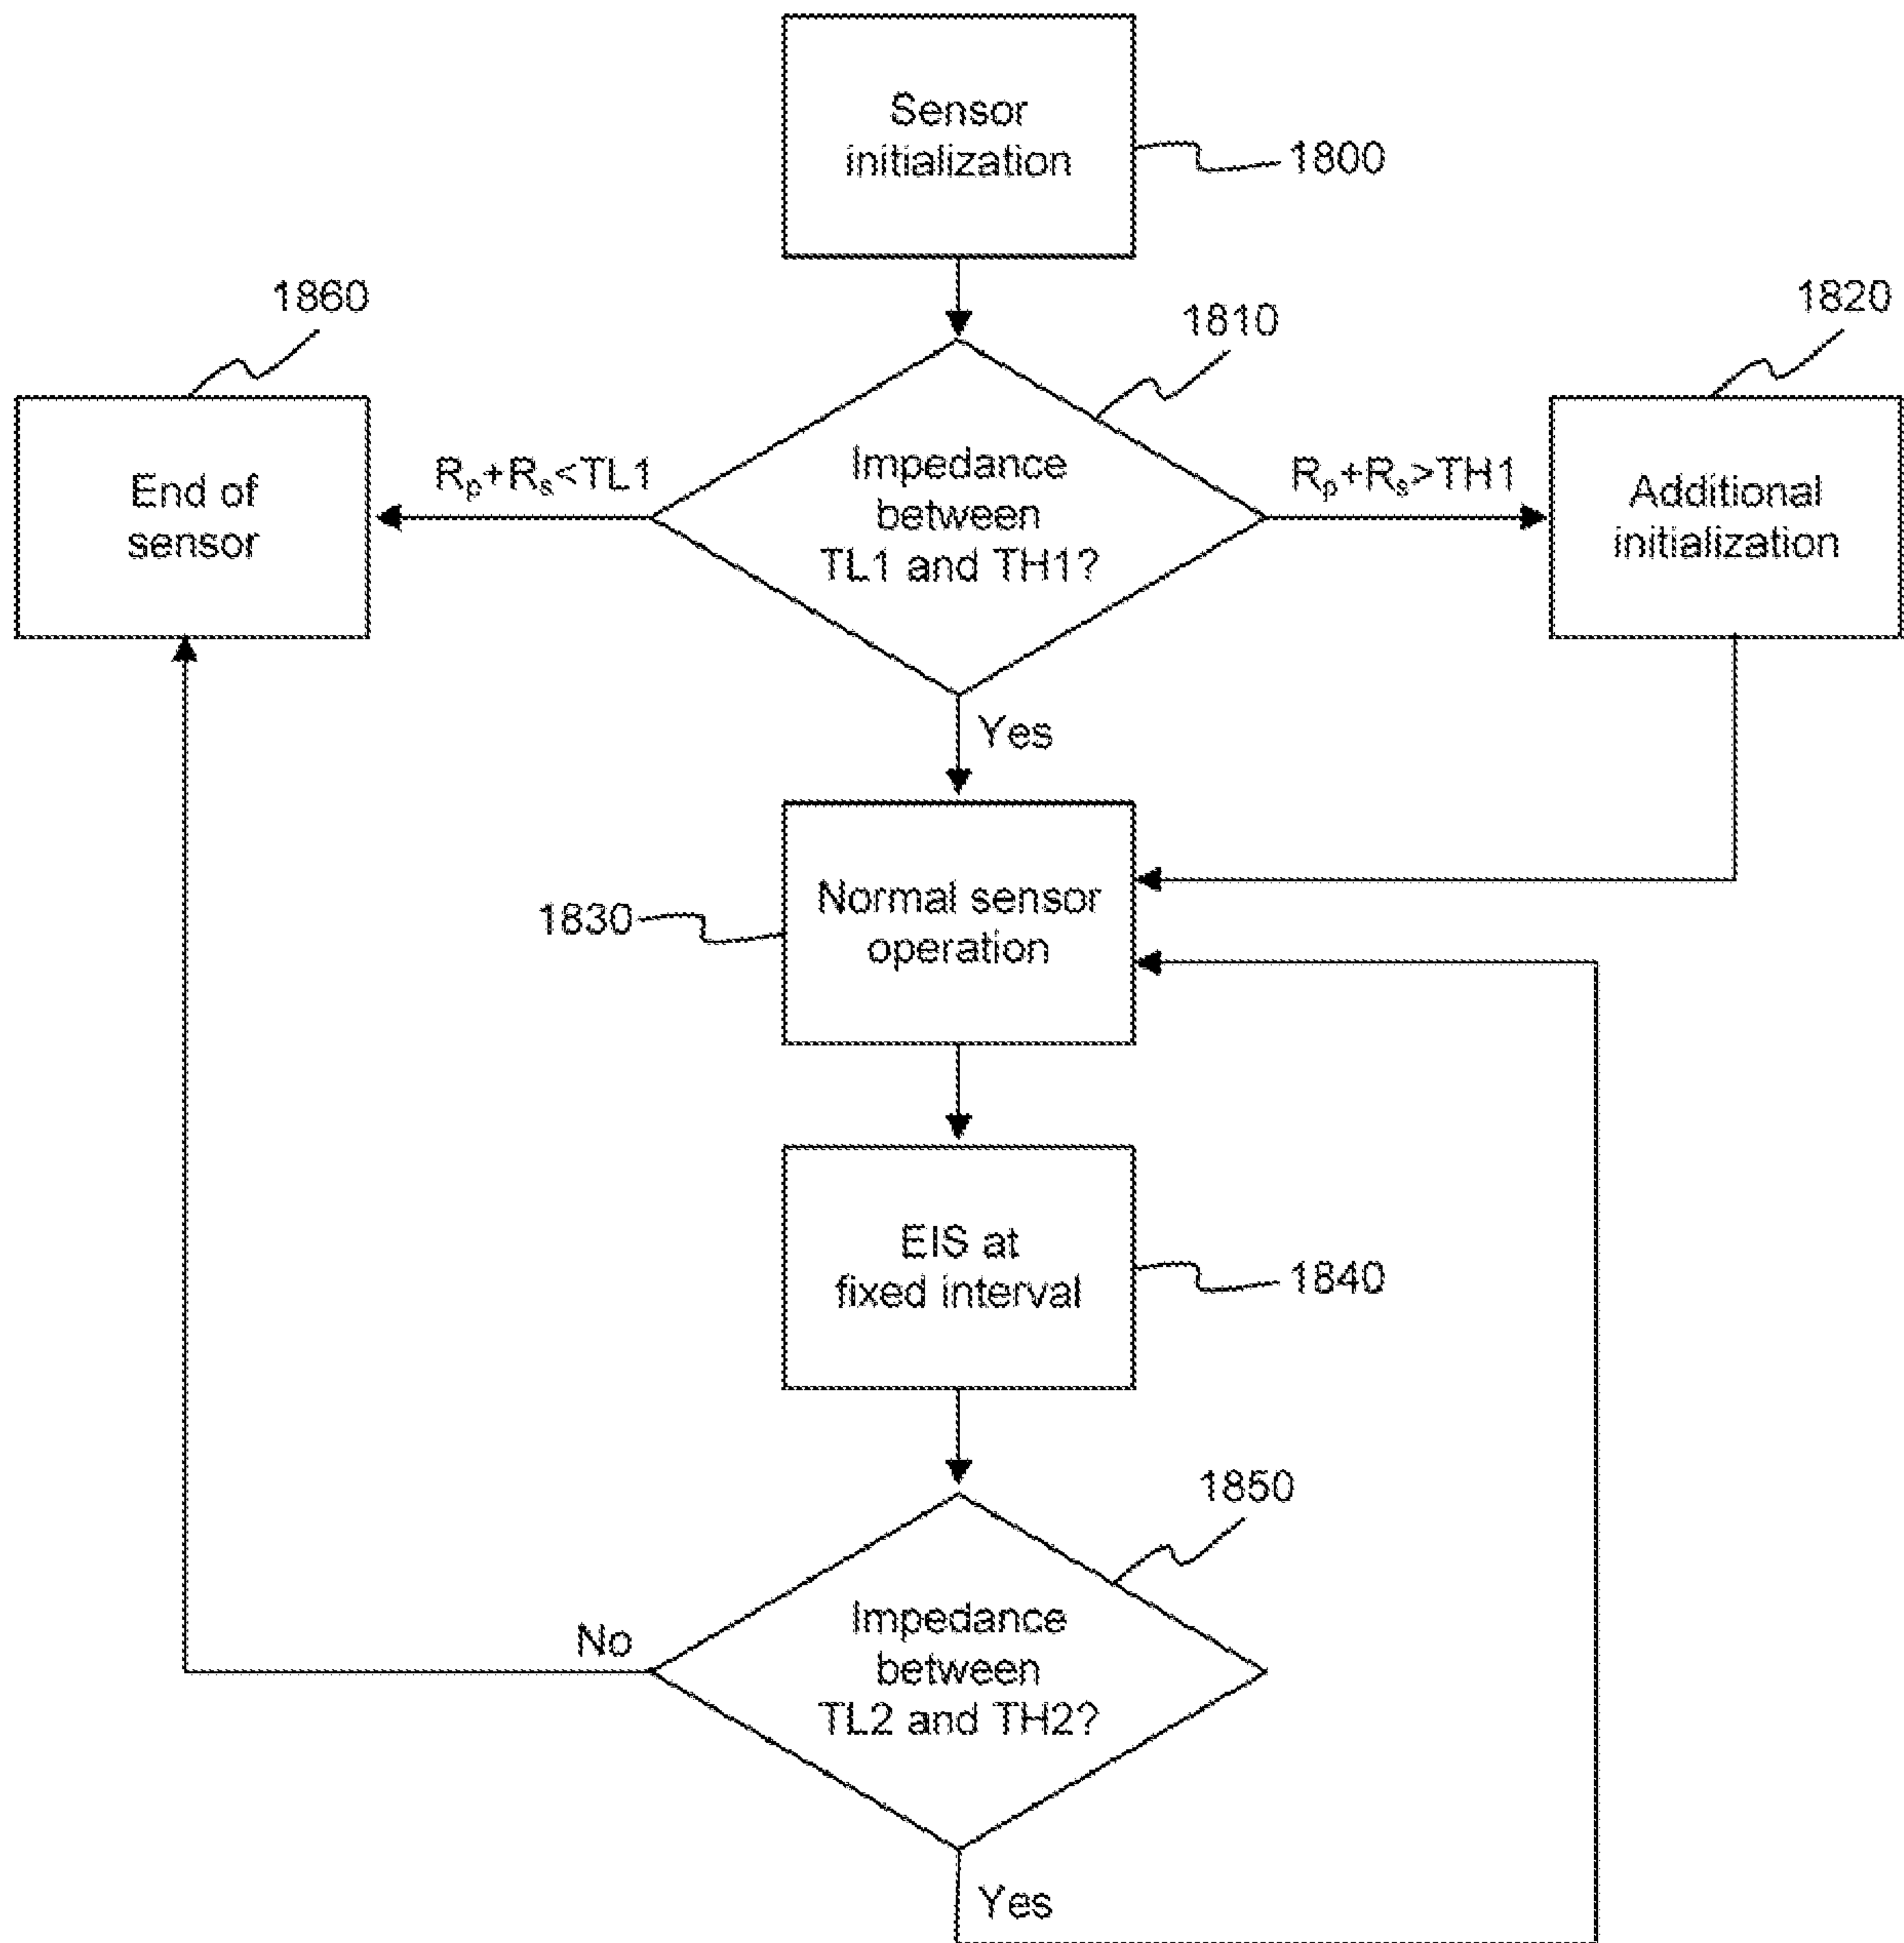 Sensor
initialization
1800
1860
1810
1820
End of
sensor
Rp+Rs<TL1
Impedance
between
TL1 and TH1?
Rp+Rs>TH1
Additional
initialization
Yes
1830
Normal sensor
operation
EIS at
fixed interval
1840
1850
No
Impedance
between
TL2 and TH2?
Yes